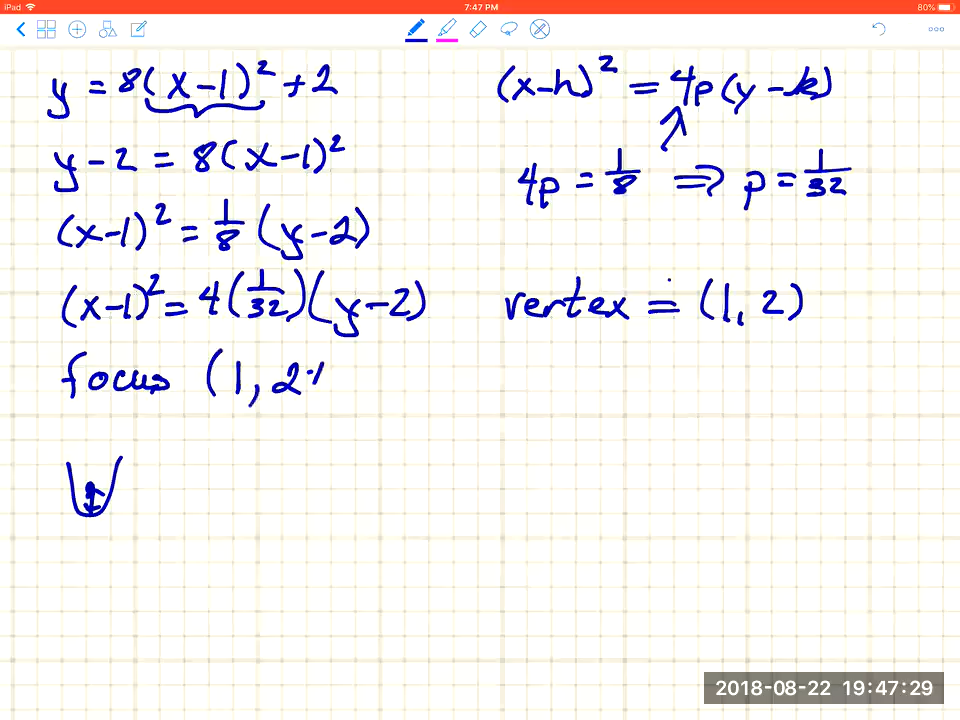 iPad 7:47 PM 80%
y = 8(x-1)² + 2
y - 2 = 8(x-1)²
(x-1)² = 1/8 (y-2)
(x-1)² = 4(1/32)(y-2)
focus (1, 2+
(x-h)² = 4p(y-k)
4p = 1/8 ⇒ p = 1/32
vertex = (1, 2)
2018-08-22 19:47:29